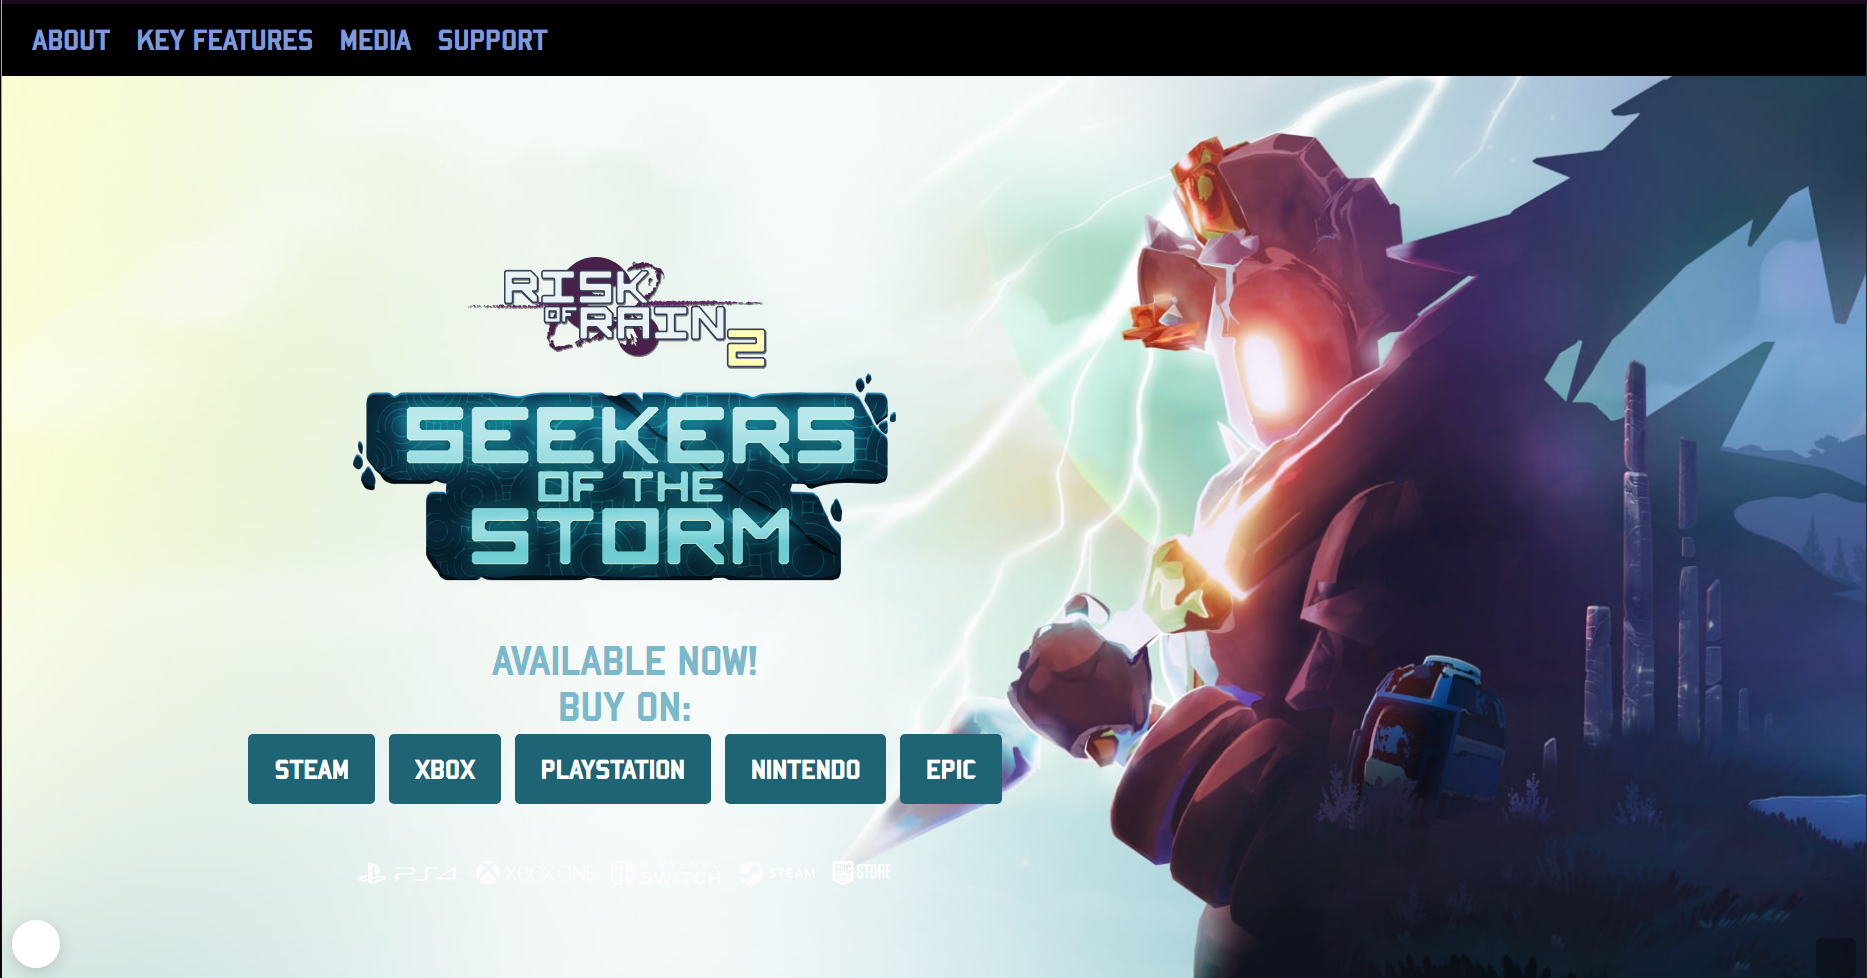 ABOUT KEY FEATURES MEDIA SUPPORT
RISK
OF RAIN 2
SEEKERS
OF THE
STORM
AVAILABLE NOW!
BUY ON:
STEAM XBOX PLAYSTATION NINTENDO EPIC
PS4 XBOX ONE NINTENDO SWITCH STEAM EPIC STORE